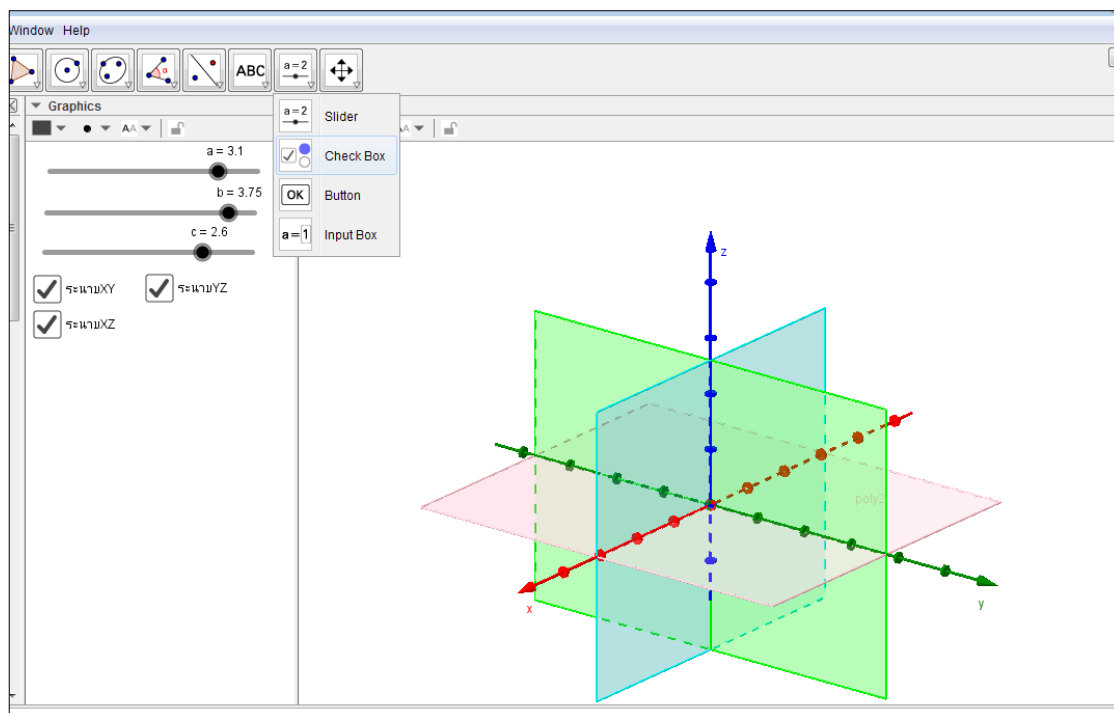 Window Help
ABC
a=2
Graphics
AA
AA
a=2 Slider
Check Box
OK Button
a=1 Input Box
a = 3.1
b = 3.75
c = 2.6
ระนาบXY ระนาบYZ
ระนาบXZ
z
poly2
x
y